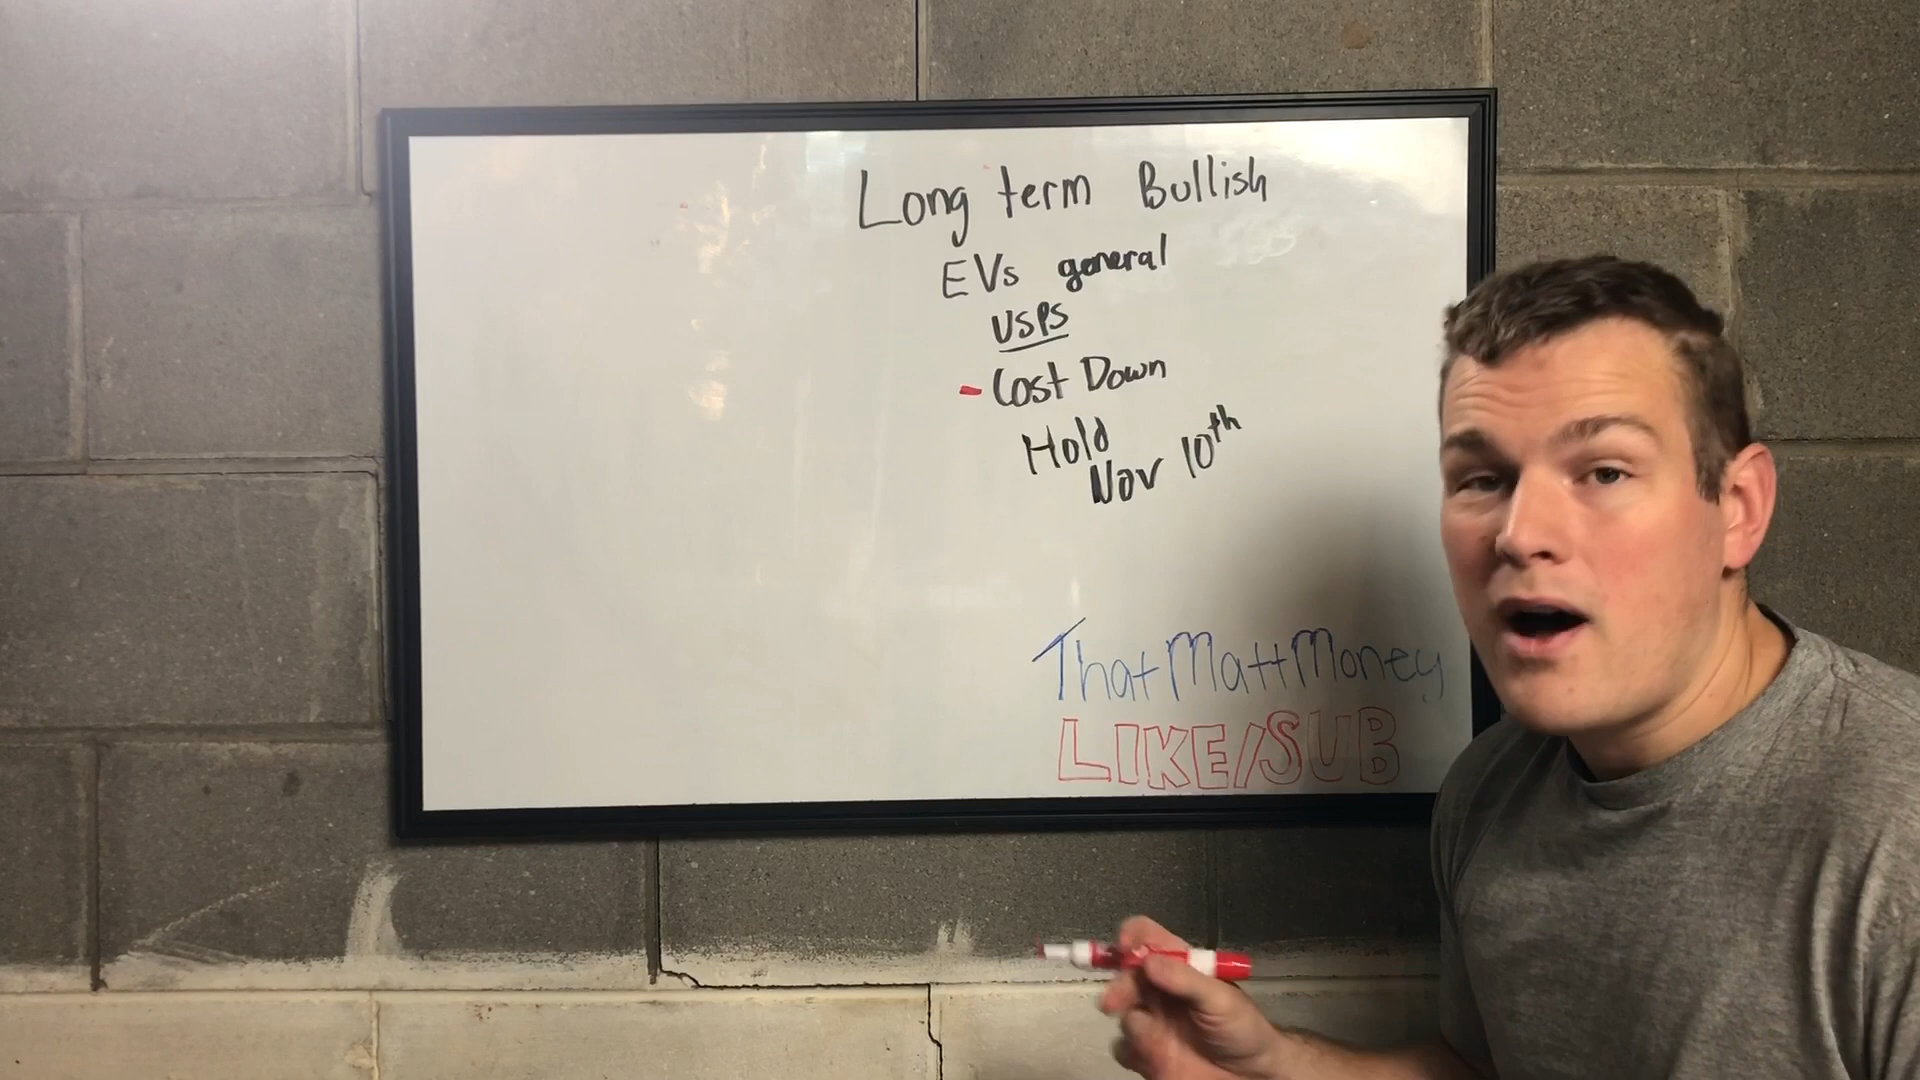 Long term Bullish
EVs general
USPS
- Cost Down
Hold
Nov 10th
ThatMattMoney
LIKE/SUB